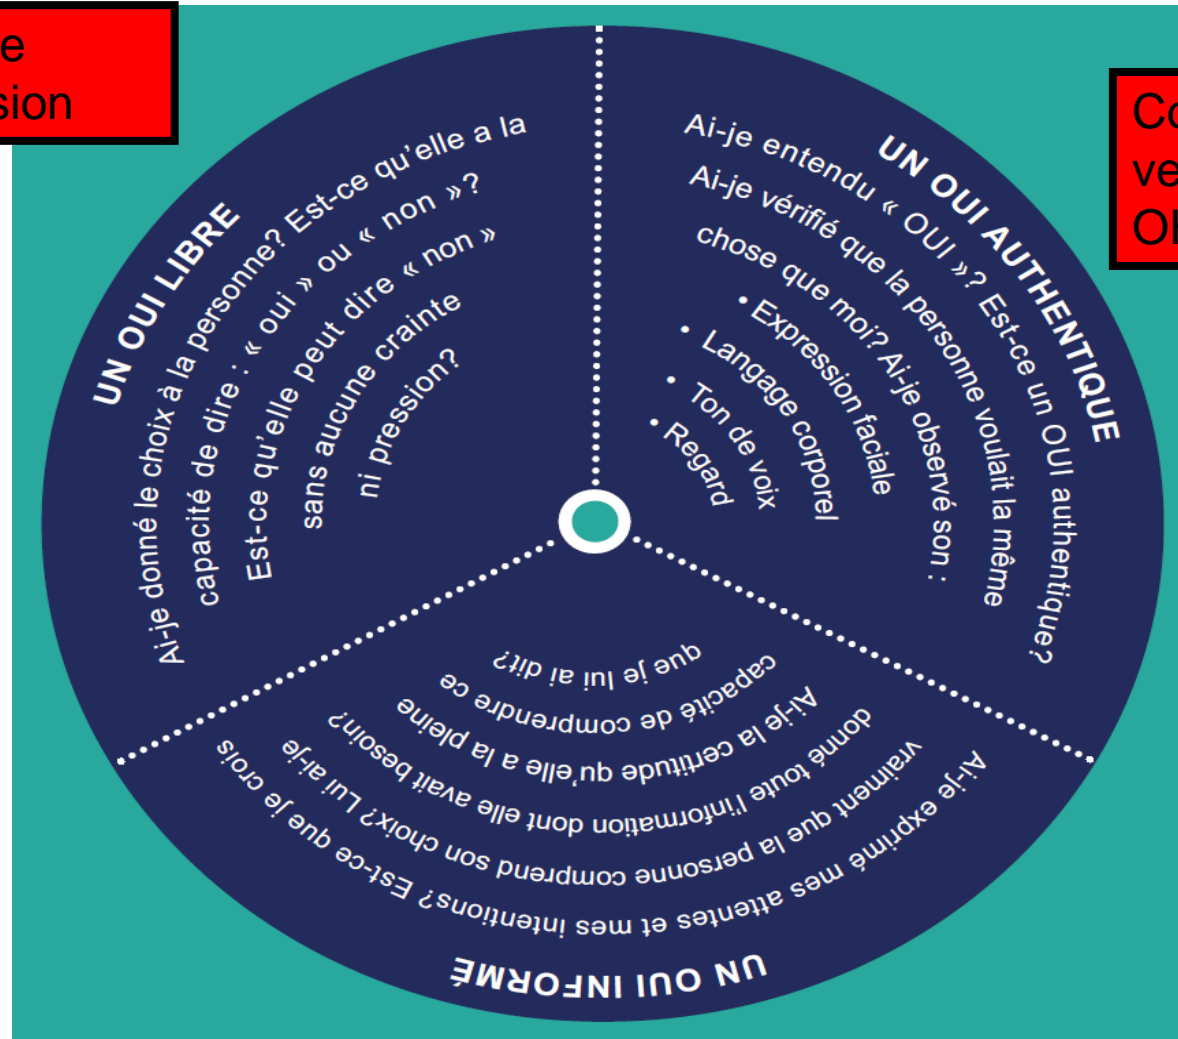 e
sion
Co
ve
Ol
UN OUI LIBRE
Ai-je donné le choix à la personne? Est-ce qu'elle a la
capacité de dire : « oui » ou « non »?
Est-ce qu'elle peut dire « non »
sans aucune crainte
ni pression?
UN OUI AUTHENTIQUE
Ai-je entendu « OUI »? Est-ce un OUI authentique?
Ai-je vérifié que la personne voulait la même
chose que moi? Ai-je observé son :
• Expression faciale
• Langage corporel
• Ton de voix
• Regard
UN OUI INFORMÉ
Ai-je exprimé mes attentes et mes intentions? Est-ce que je crois
vraiment que la personne comprend son choix? Lui ai-je
donné toute l'information dont elle avait besoin?
Ai-je la certitude qu'elle a la pleine
capacité de comprendre ce
que je lui ai dit?